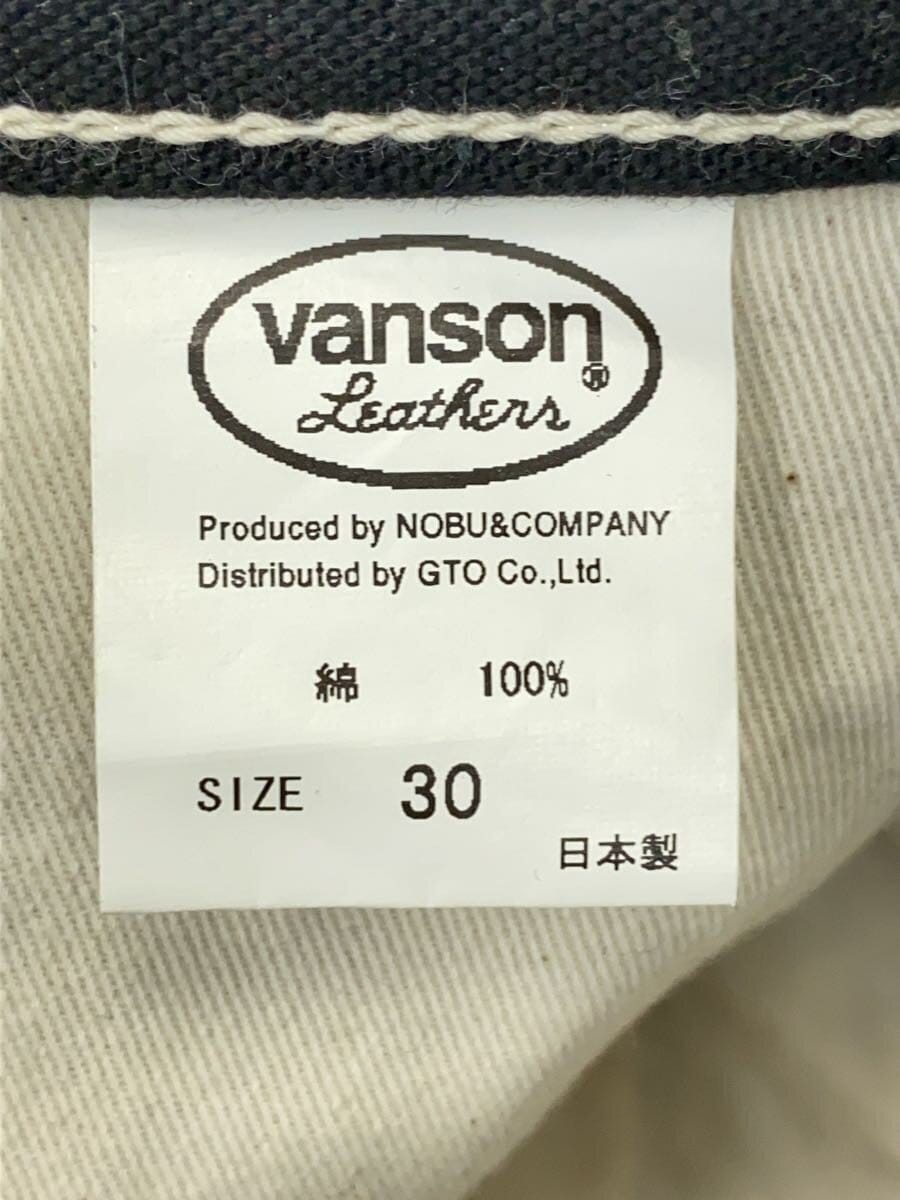 vanson
Leathers®
Produced by NOBU&COMPANY
Distributed by GTO Co.,Ltd.
綿 100%
SIZE 30
日本製